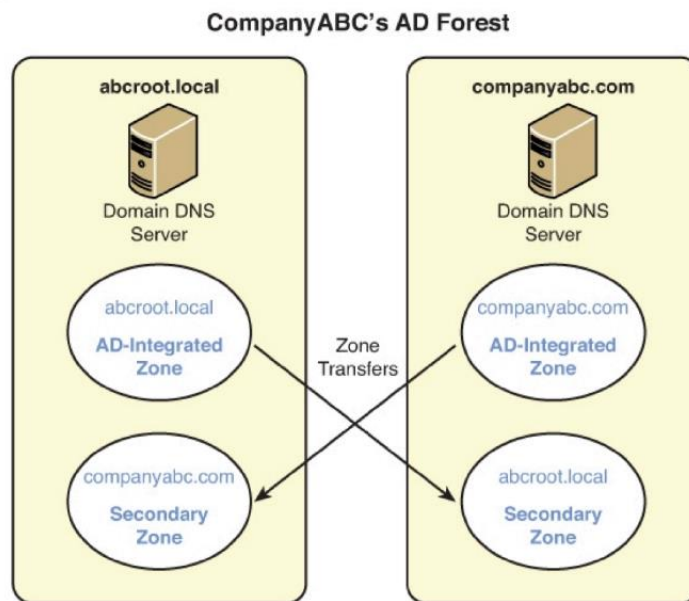 CompanyABC's AD Forest
abcroot.local
Domain DNS
Server
abcroot.local
AD-Integrated
Zone
companyabc.com
Secondary
Zone
Zone
Transfers
companyabc.com
Domain DNS
Server
companyabc.com
AD-Integrated
Zone
abcroot.local
Secondary
Zone